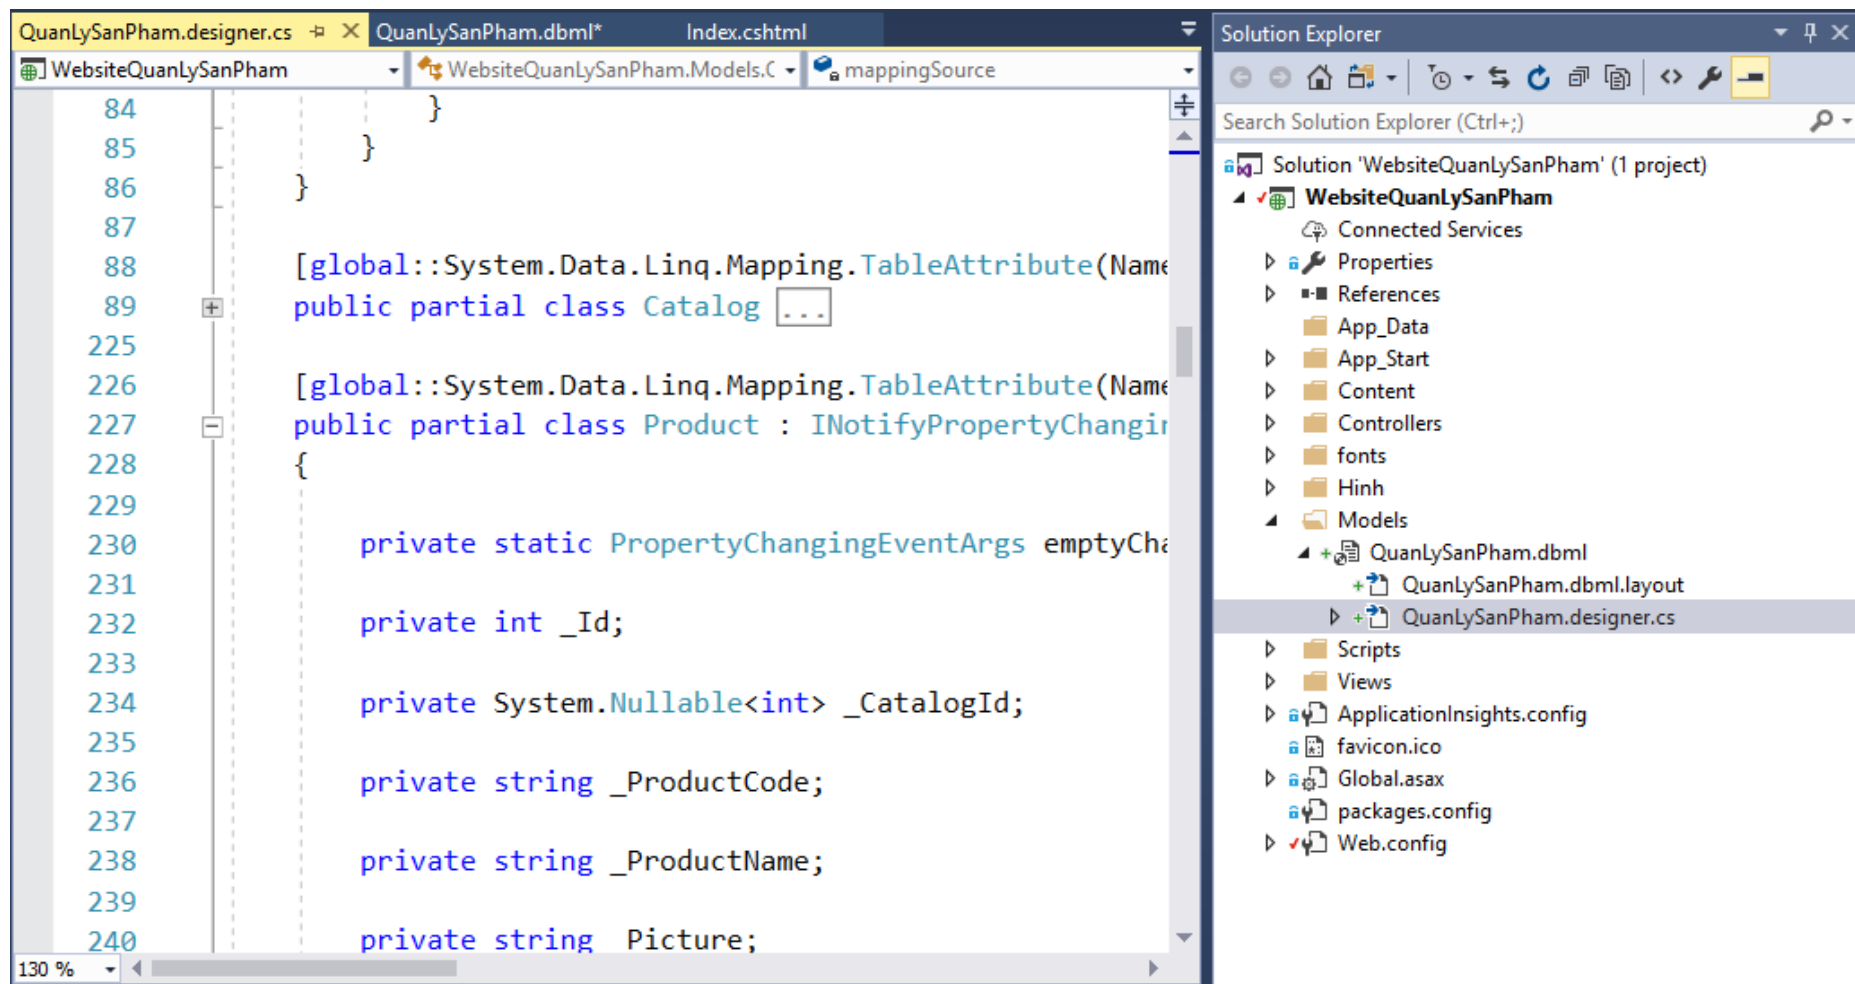 QuanLySanPham.designer.cs
QuanLySanPham.dbml*
Index.cshtml
WebsiteQuanLySanPham
WebsiteQuanLySanPham.Models.
mappingSource
84 }
85 }
86 }
87
88 [global::System.Data.Linq.Mapping.TableAttribute(Name
89 public partial class Catalog ...
225
226 [global::System.Data.Linq.Mapping.TableAttribute(Name
227 public partial class Product : INotifyPropertyChangin
228 {
229
230 private static PropertyChangingEventArgs emptyCha
231
232 private int _Id;
233
234 private System.Nullable<int> _CatalogId;
235
236 private string _ProductCode;
237
238 private string _ProductName;
239
240 private string _Picture;
130 %
Solution Explorer
Search Solution Explorer (Ctrl+;)
Solution 'WebsiteQuanLySanPham' (1 project)
WebsiteQuanLySanPham
Connected Services
Properties
References
App_Data
App_Start
Content
Controllers
fonts
Hinh
Models
QuanLySanPham.dbml
QuanLySanPham.dbml.layout
QuanLySanPham.designer.cs
Scripts
Views
ApplicationInsights.config
favicon.ico
Global.asax
packages.config
Web.config